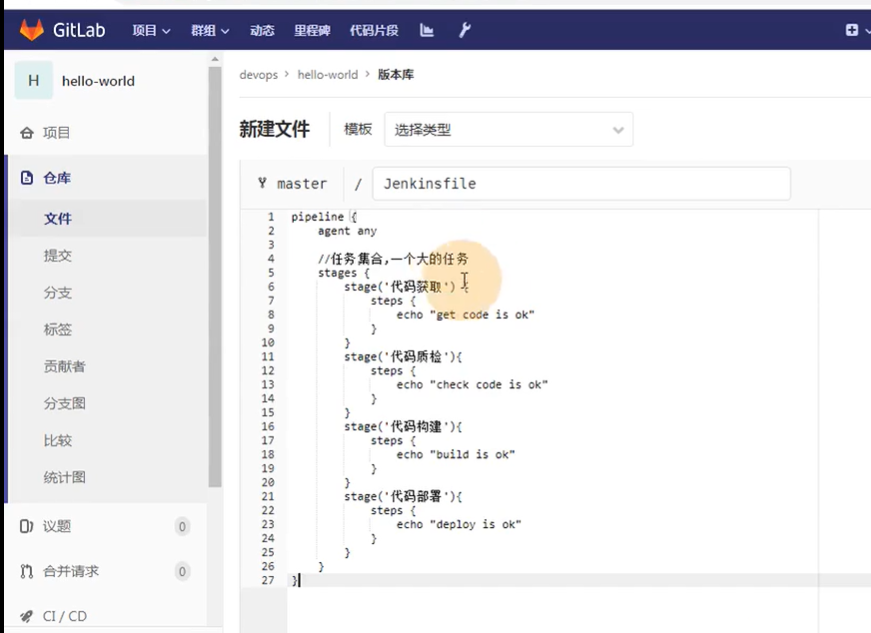 GitLab 项目 群组 动态 里程碑 代码片段
H hello-world
devops > hello-world > 版本库
项目
新建文件 模板 选择类型
仓库
master / Jenkinsfile
文件
提交
分支
标签
贡献者
分支图
比较
统计图
议题 0
合并请求 0
CI / CD
1 pipeline {
2     agent any
3
4     //任务集合,一个大的任务
5     stages {
6         stage('代码获取') {
7             steps {
8                 echo "get code is ok"
9             }
10         }
11         stage('代码质检'){
12             steps {
13                 echo "check code is ok"
14             }
15         }
16         stage('代码构建'){
17             steps {
18                 echo "build is ok"
19             }
20         }
21         stage('代码部署'){
22             steps {
23                 echo "deploy is ok"
24             }
25         }
26     }
27 }